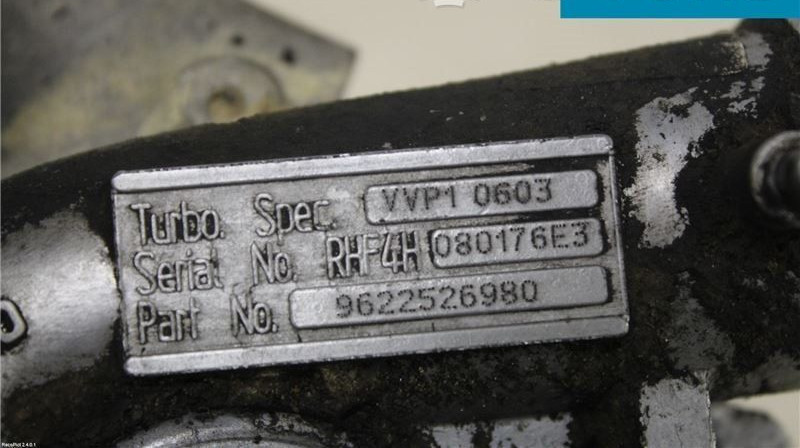 Turbo. Spec. VVP1 0603
Serial No. RHF4H 080176E3
Part No. 9622526980